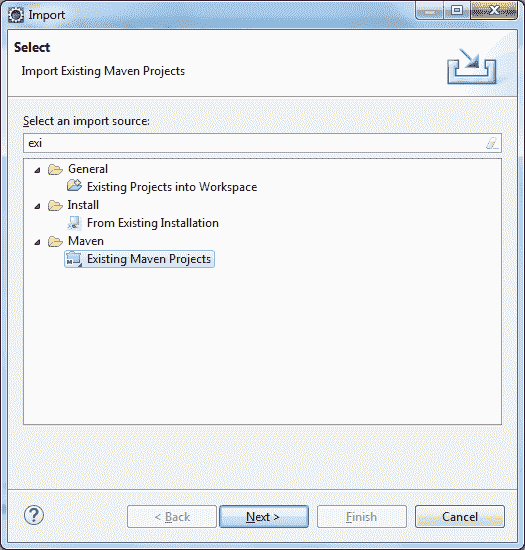 Import
Select
Import Existing Maven Projects
Select an import source:
exi
General
Existing Projects into Workspace
Install
From Existing Installation
Maven
Existing Maven Projects
? < Back Next > Finish Cancel